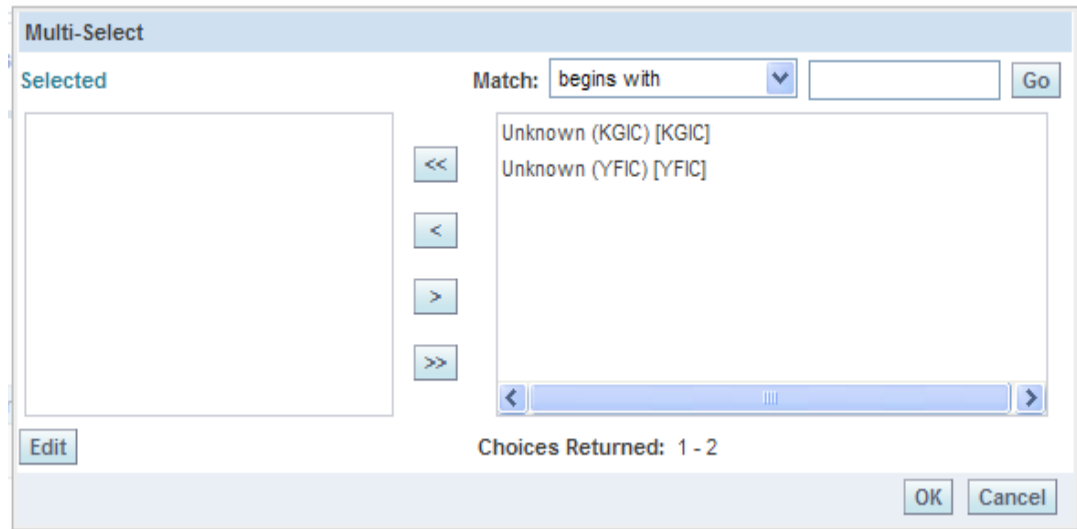 Multi-Select
Selected
Match: begins with Go
Unknown (KGIC) [KGIC]
Unknown (YFIC) [YFIC]
<<
<
>
>>
Edit
Choices Returned: 1 - 2
OK Cancel